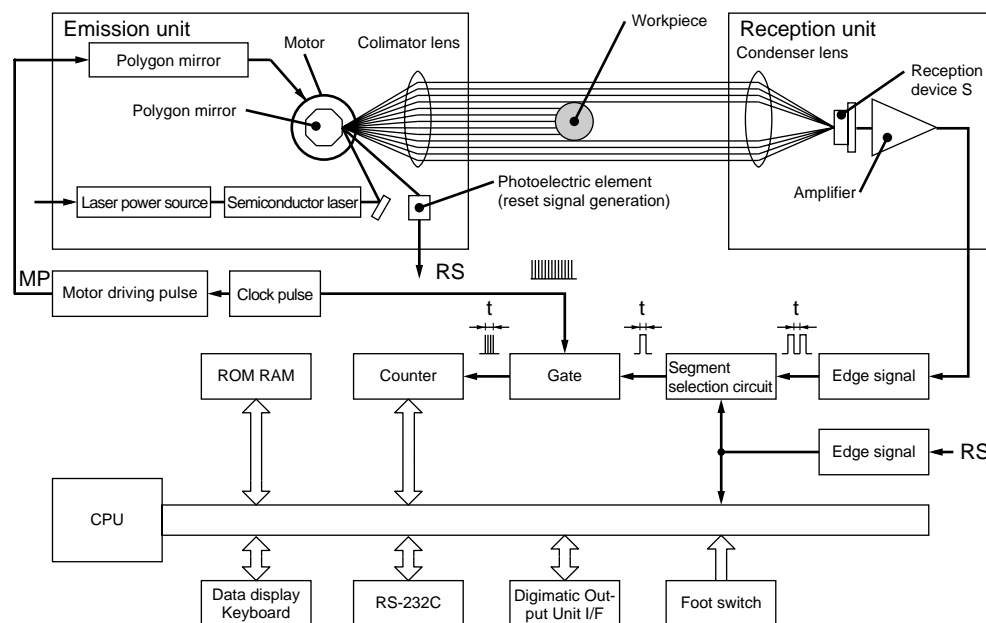 Emission unit
Workpiece
Reception unit
Motor
Colimator lens
Condenser lens
Polygon mirror
Reception
device S
Polygon mirror
Photoelectric element
(reset signal generation)
Amplifier
Laser power source
Semiconductor laser
RS
MP
Motor driving pulse
Clock pulse
t
t
t
ROM RAM
Counter
Gate
Segment
selection circuit
Edge signal
Edge signal
RS
CPU
Data display
Keyboard
RS-232C
Digimatic Out-
put Unit I/F
Foot switch